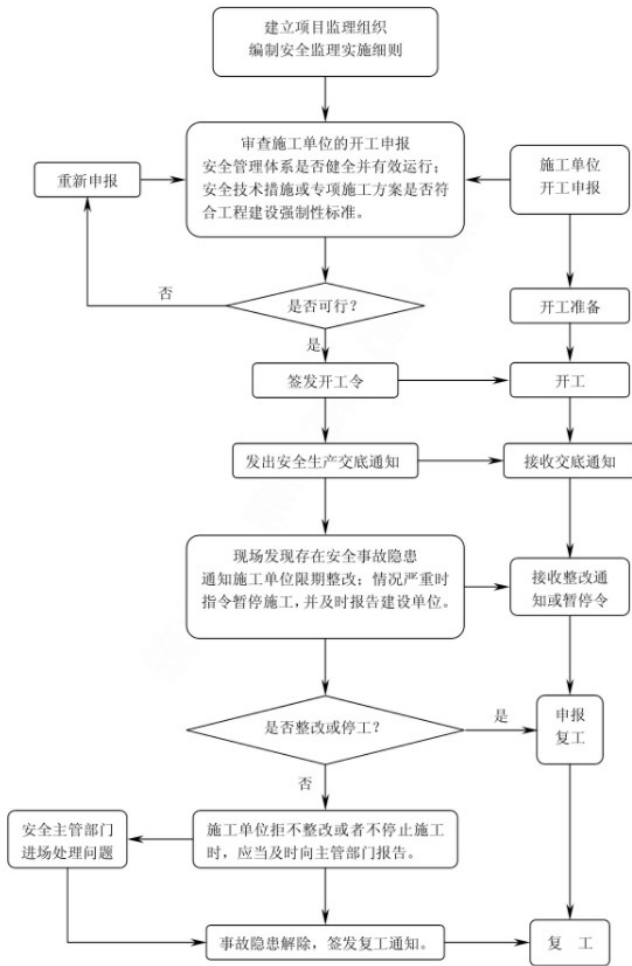 建立项目监理组织
编制安全监理实施细则
审查施工单位的开工申报
安全管理体系是否健全并有效运行；
安全技术措施或专项施工方案是否符
合工程建设强制性标准。
重新申报
施工单位
开工申报
否
是否可行？
开工准备
是
签发开工令
开工
发出安全生产交底通知
接收交底通知
现场发现存在安全事故隐患
通知施工单位限期整改；情况严重时
指令暂停施工，并及时报告建设单位。
接收整改通
知或暂停令
是否整改或停工？
是
申报
复工
否
安全主管部门
进场处理问题
施工单位拒不整改或者不停止施工
时，应当及时向主管部门报告。
事故隐患解除，签发复工通知。
复 工